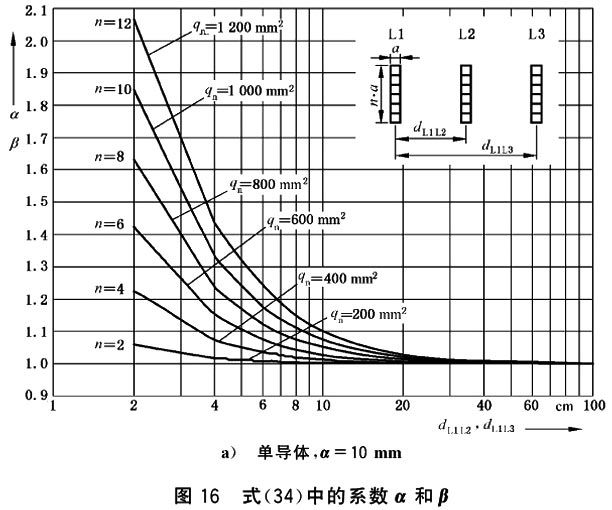 2.1
2.0
1.9
1.8
1.7
1.6
1.5
1.4
1.3
1.2
1.1
1.0
0.9
α
β
n=12
n=10
n=8
n=6
n=4
n=2
qn=1 200 mm²
qn=1 000 mm²
qn=800 mm²
qn=600 mm²
qn=400 mm²
qn=200 mm²
L1 L2 L3
a
n·a
dL1L2
dL1L3
1 2 4 6 8 10 20 40 60 cm 100
dL1L2, dL1L3
a) 单导体,α=10 mm
图 16 式(34)中的系数 α 和 β